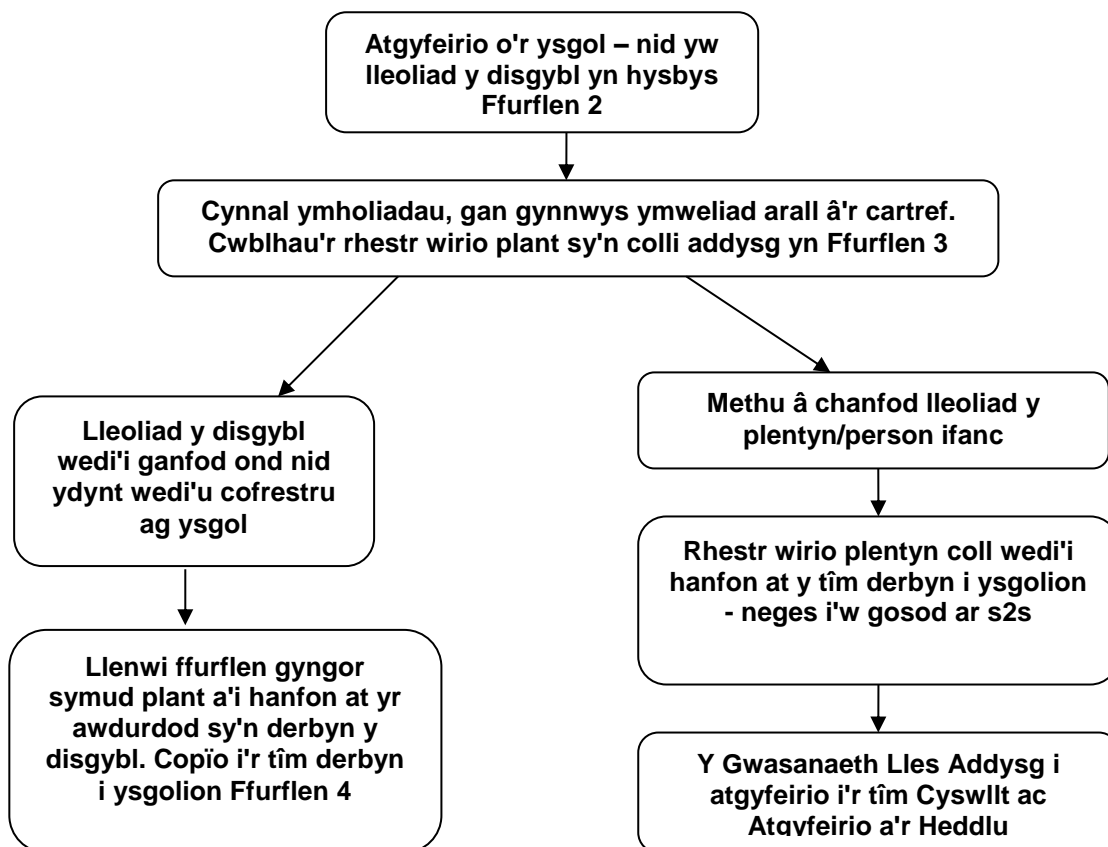 Atgyfeirio o'r ysgol – nid yw
lleoliad y disgybl yn hysbys
Ffurflen 2
Cynnal ymholiadau, gan gynnwys ymweliad arall â'r cartref.
Cwblhau'r rhestr wirio plant sy'n colli addysg yn Ffurflen 3
Lleoliad y disgybl
wedi'i ganfod ond nid
ydynt wedi'u cofrestru
ag ysgol
Llenwi ffurflen gyngor
symud plant a'i hanfon at yr
awdurdod sy'n derbyn y
disgybl. Copïo i'r tîm derbyn
i ysgolion Ffurflen 4
Methu â chanfod lleoliad y
plentyn/person ifanc
Rhestr wirio plentyn coll wedi'i
hanfon at y tîm derbyn i ysgolion
- neges i'w gosod ar s2s
Y Gwasanaeth Lles Addysg i
atgyfeirio i'r tîm Cyswllt ac
Atgyfeirio a'r Heddlu